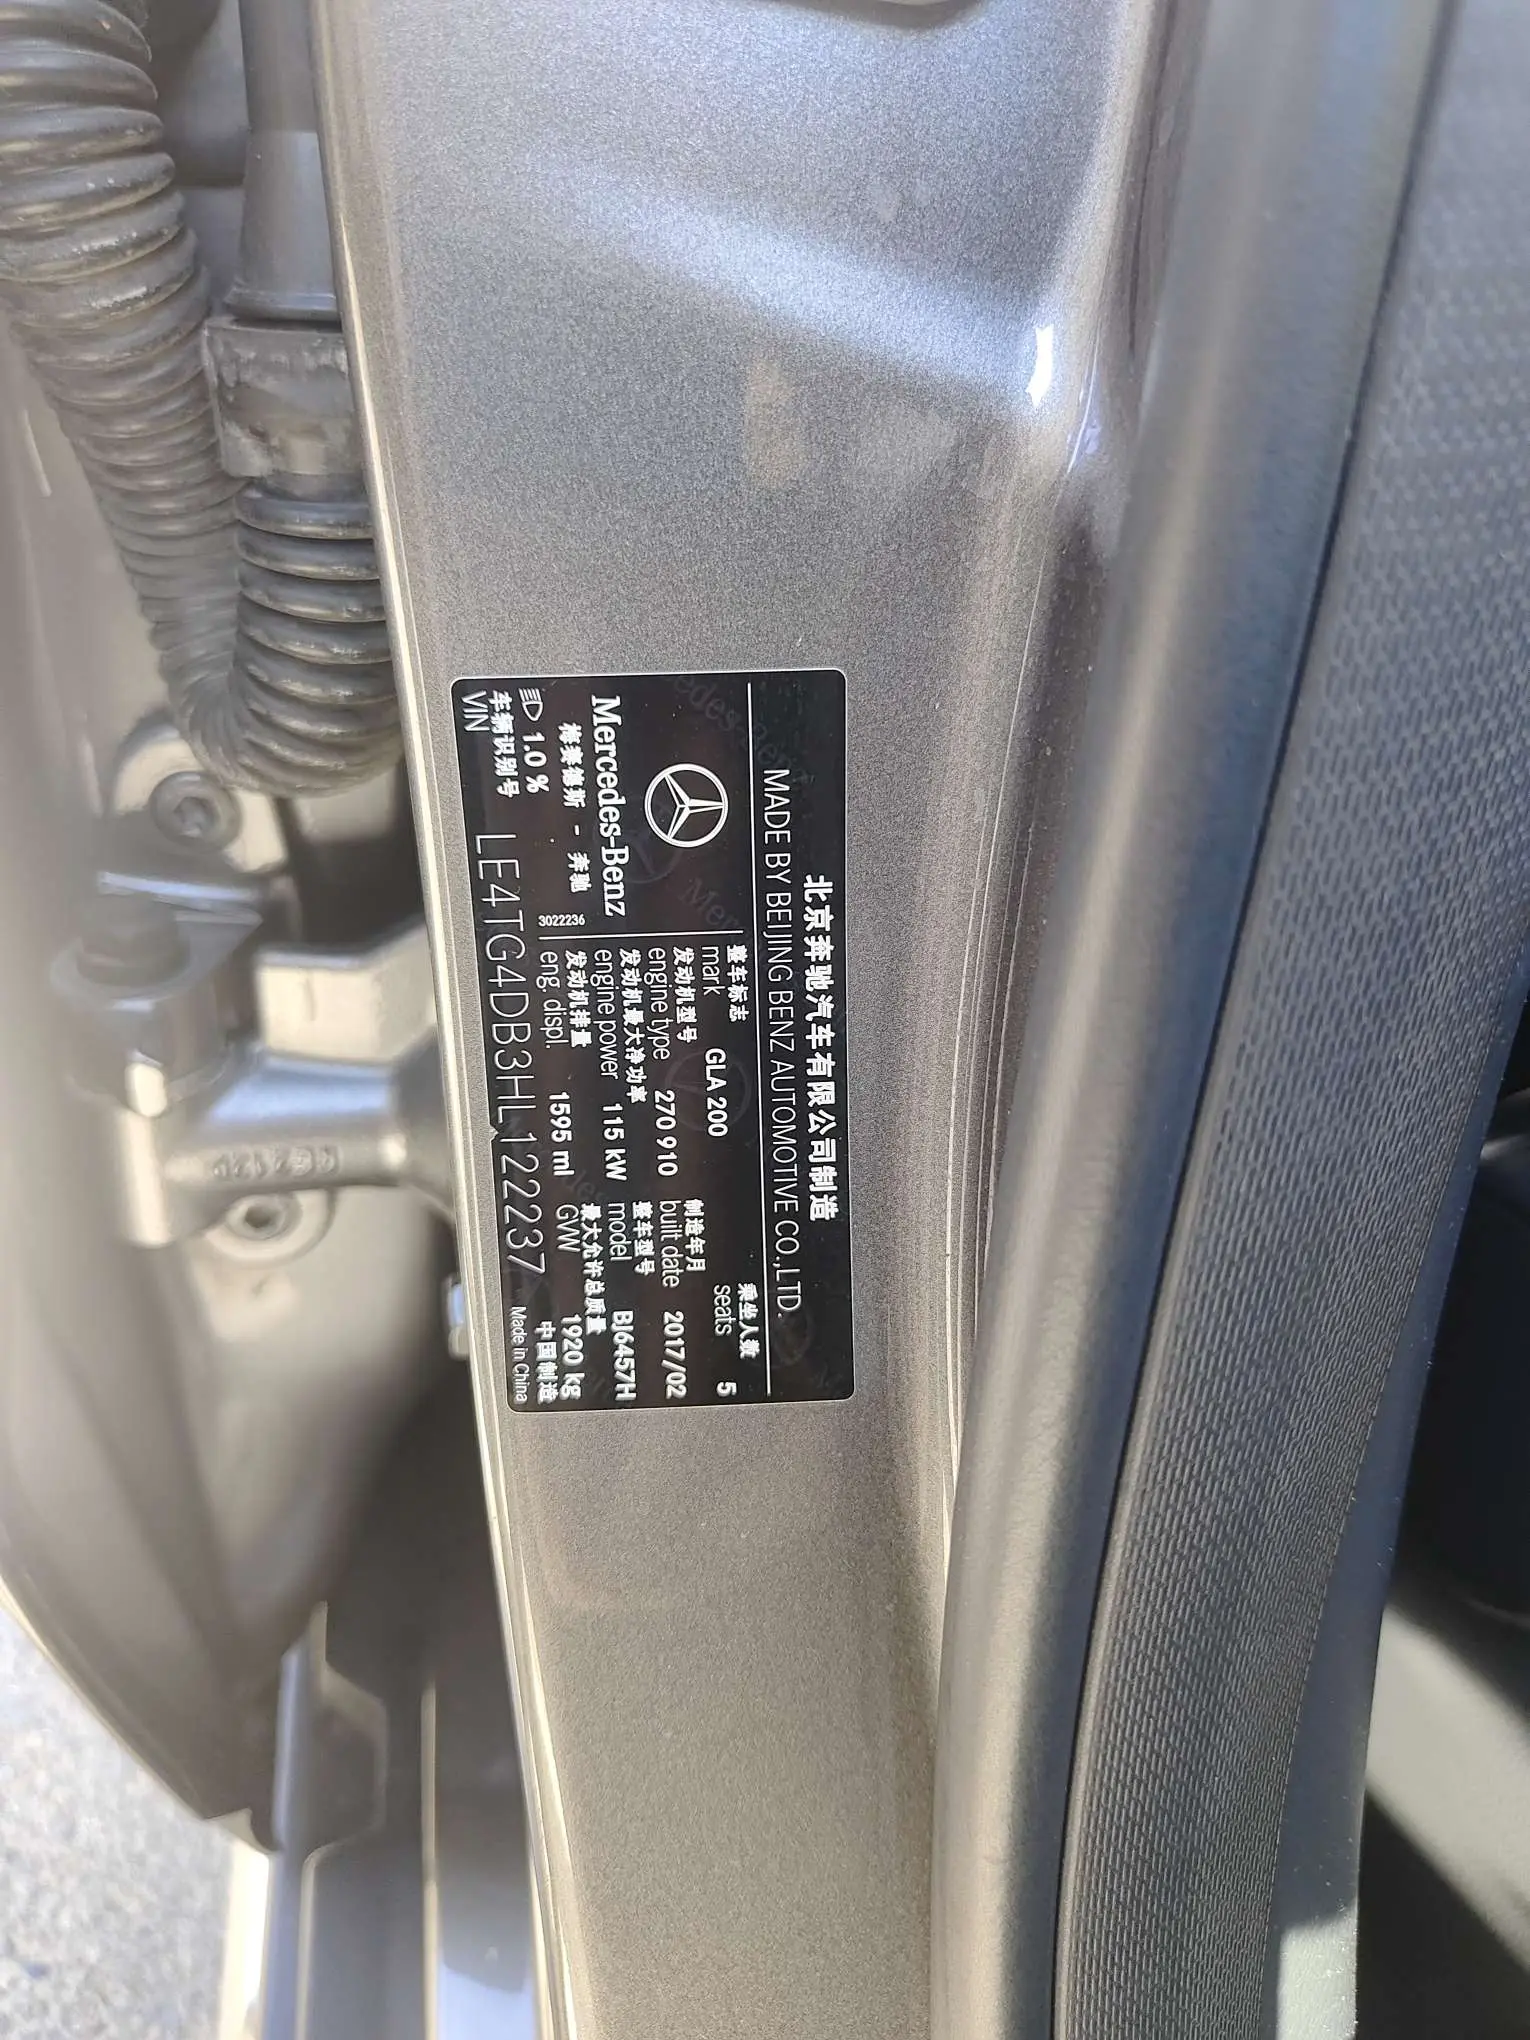 北京奔驰汽车有限公司制造
MADE BY BEIJING BENZ AUTOMOTIVE CO.,LTD.
Mercedes-Benz
梅赛德斯 - 奔驰
3022236
整车标志
mark GLA 200
乘坐人数
seats 5
发动机型号
engine type 270 910
制造年月
built date 2017/02
发动机最大净功率
engine power 115 kW
整车型号
model BJ6457H
发动机排量
eng. displ. 1595 ml
最大允许总质量
GVW 1920 kg
1.0 %
车辆识别号
VIN LE4TG4DB3HL122237
中国制造
Made in China